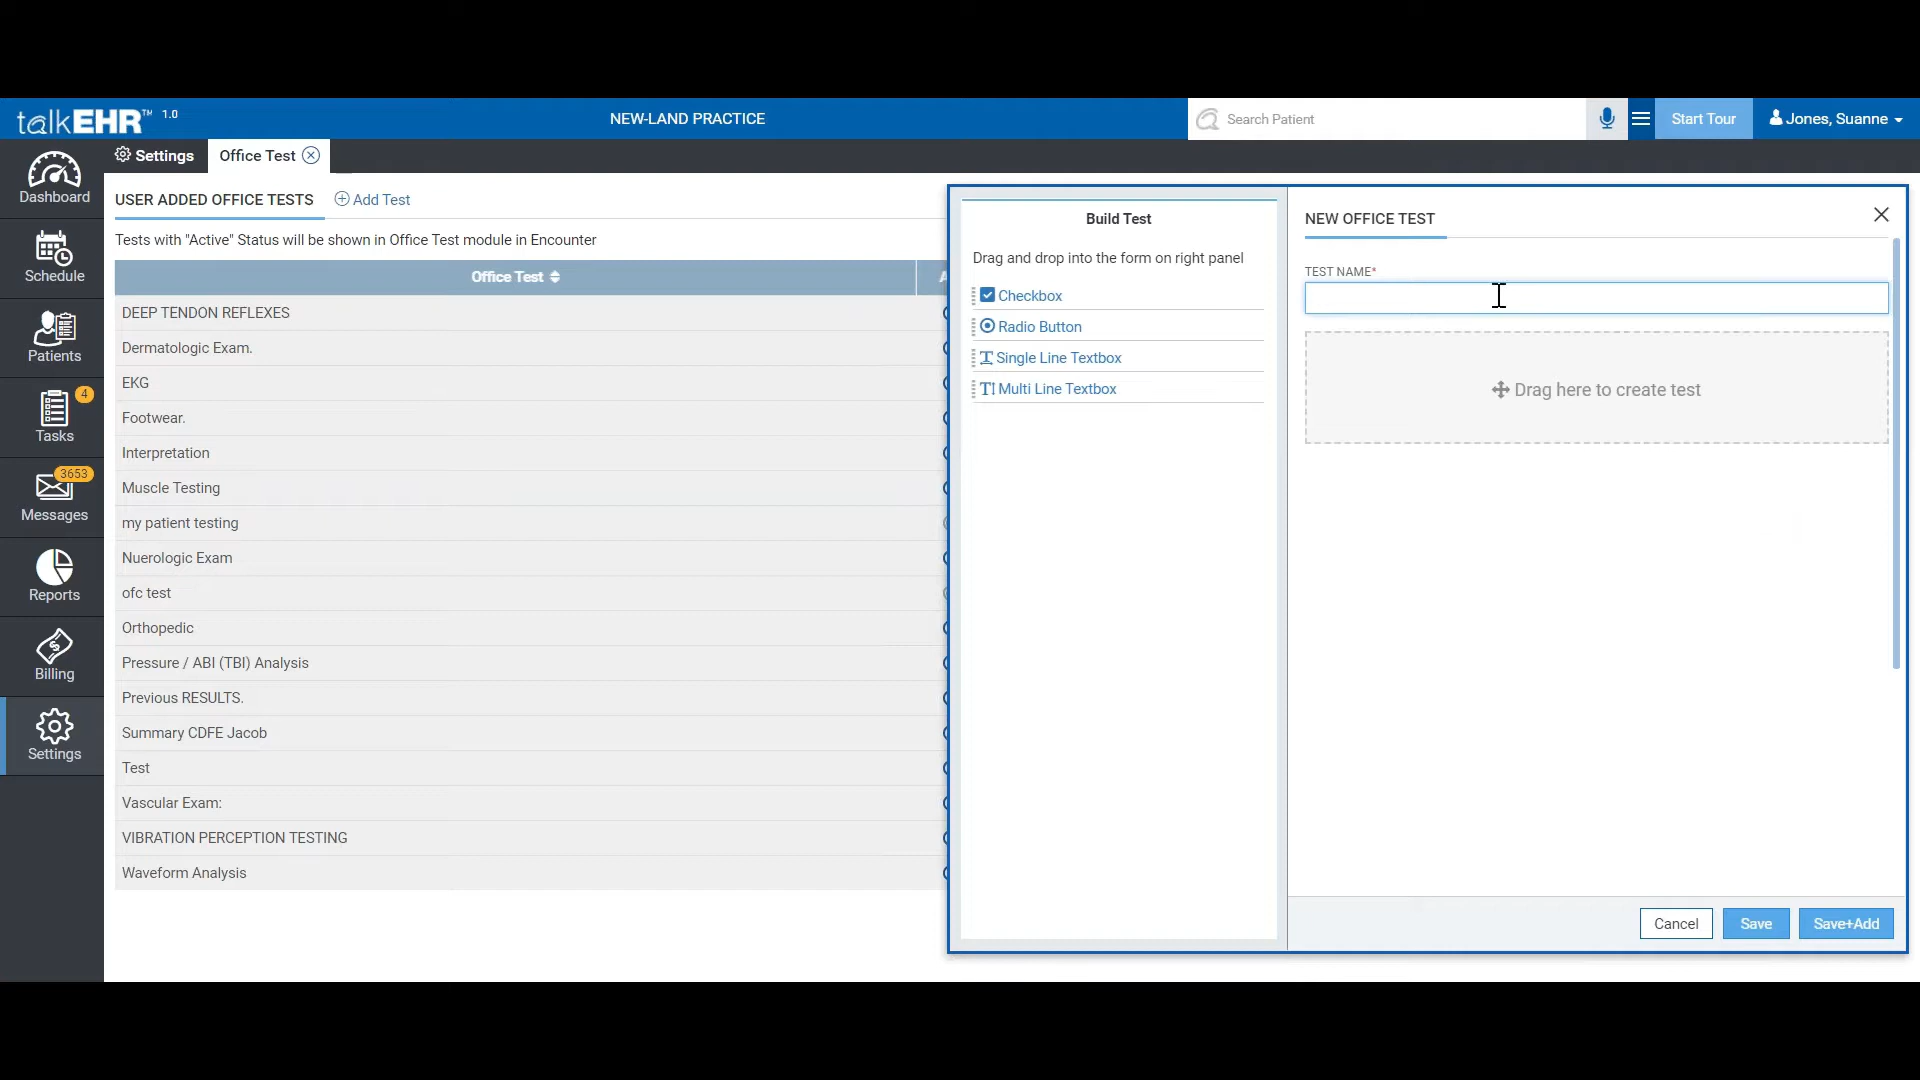 talkEHR™ 1.0
NEW-LAND PRACTICE
Search Patient
Start Tour
Jones, Suanne
Settings
Office Test
Dashboard
Schedule
Patients
4
Tasks
3653
Messages
Reports
Billing
Settings
USER ADDED OFFICE TESTS
Add Test
Tests with "Active" Status will be shown in Office Test module in Encounter
Office Test
DEEP TENDON REFLEXES
Dermatologic Exam.
EKG
Footwear.
Interpretation
Muscle Testing
my patient testing
Nuerologic Exam
ofc test
Orthopedic
Pressure / ABI (TBI) Analysis
Previous RESULTS.
Summary CDFE Jacob
Test
Vascular Exam:
VIBRATION PERCEPTION TESTING
Waveform Analysis
Build Test
Drag and drop into the form on right panel
Checkbox
Radio Button
Single Line Textbox
Multi Line Textbox
NEW OFFICE TEST
TEST NAME*
Drag here to create test
Cancel
Save
Save+Add